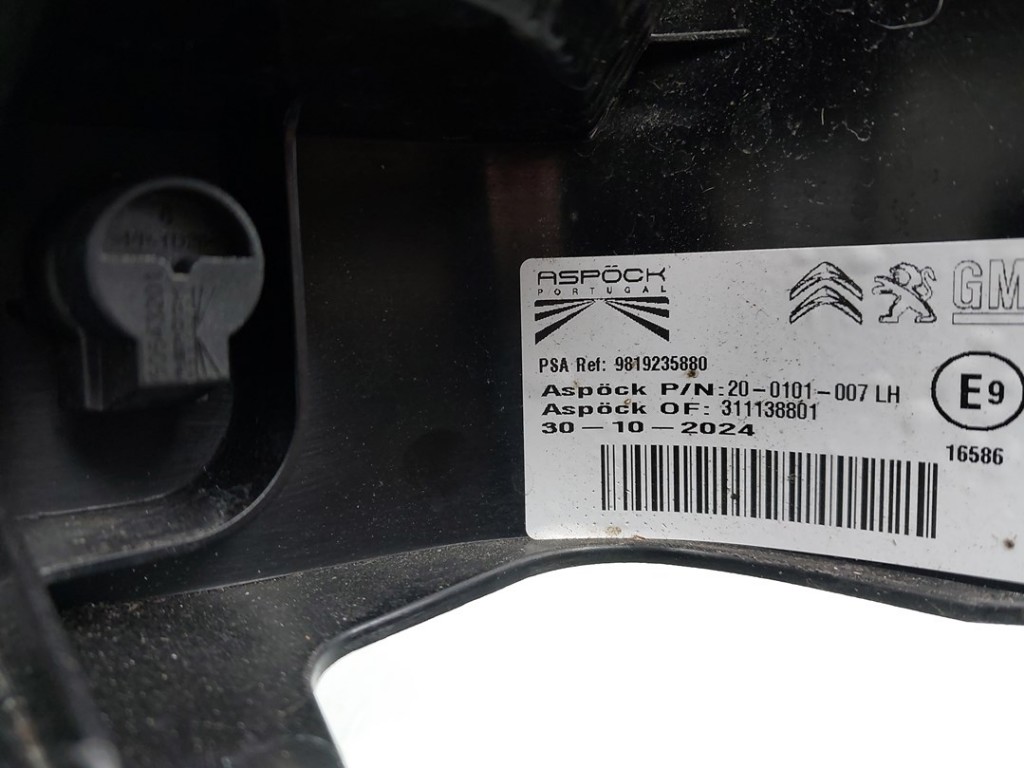 ASPÖCK
PORTUGAL
GM
PSA Ref: 9819235880
Aspöck P/N:20-0101-007 LH
Aspöck OF: 311138801
30-10-2024
E9
16586